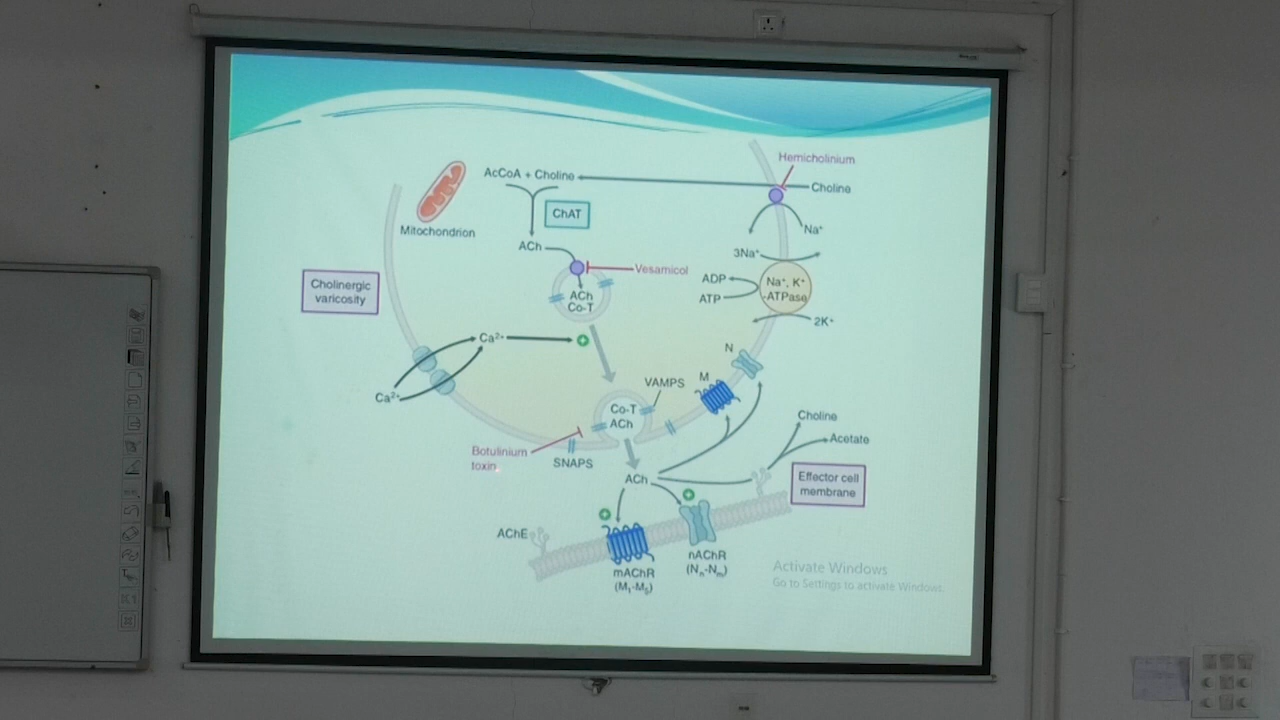 Hemicholinium
AcCoA + Choline
Choline
ChAT
Mitochondrion
Na⁺
ACh
3Na⁺
Vesamicol
Cholinergic
varicosity
ADP
ATP
Na⁺, K⁺
-ATPase
ACh
Co-T
2K⁺
Ca²⁺
N
Ca²⁺
VAMPS
M
Co-T
ACh
Choline
Acetate
Botulinium
toxin
SNAPS
ACh
Effector cell
membrane
AChE
mAChR
(M₁-M₅)
nAChR
(Nₙ-Nₘ)
Activate Windows
Go to Settings to activate Windows.